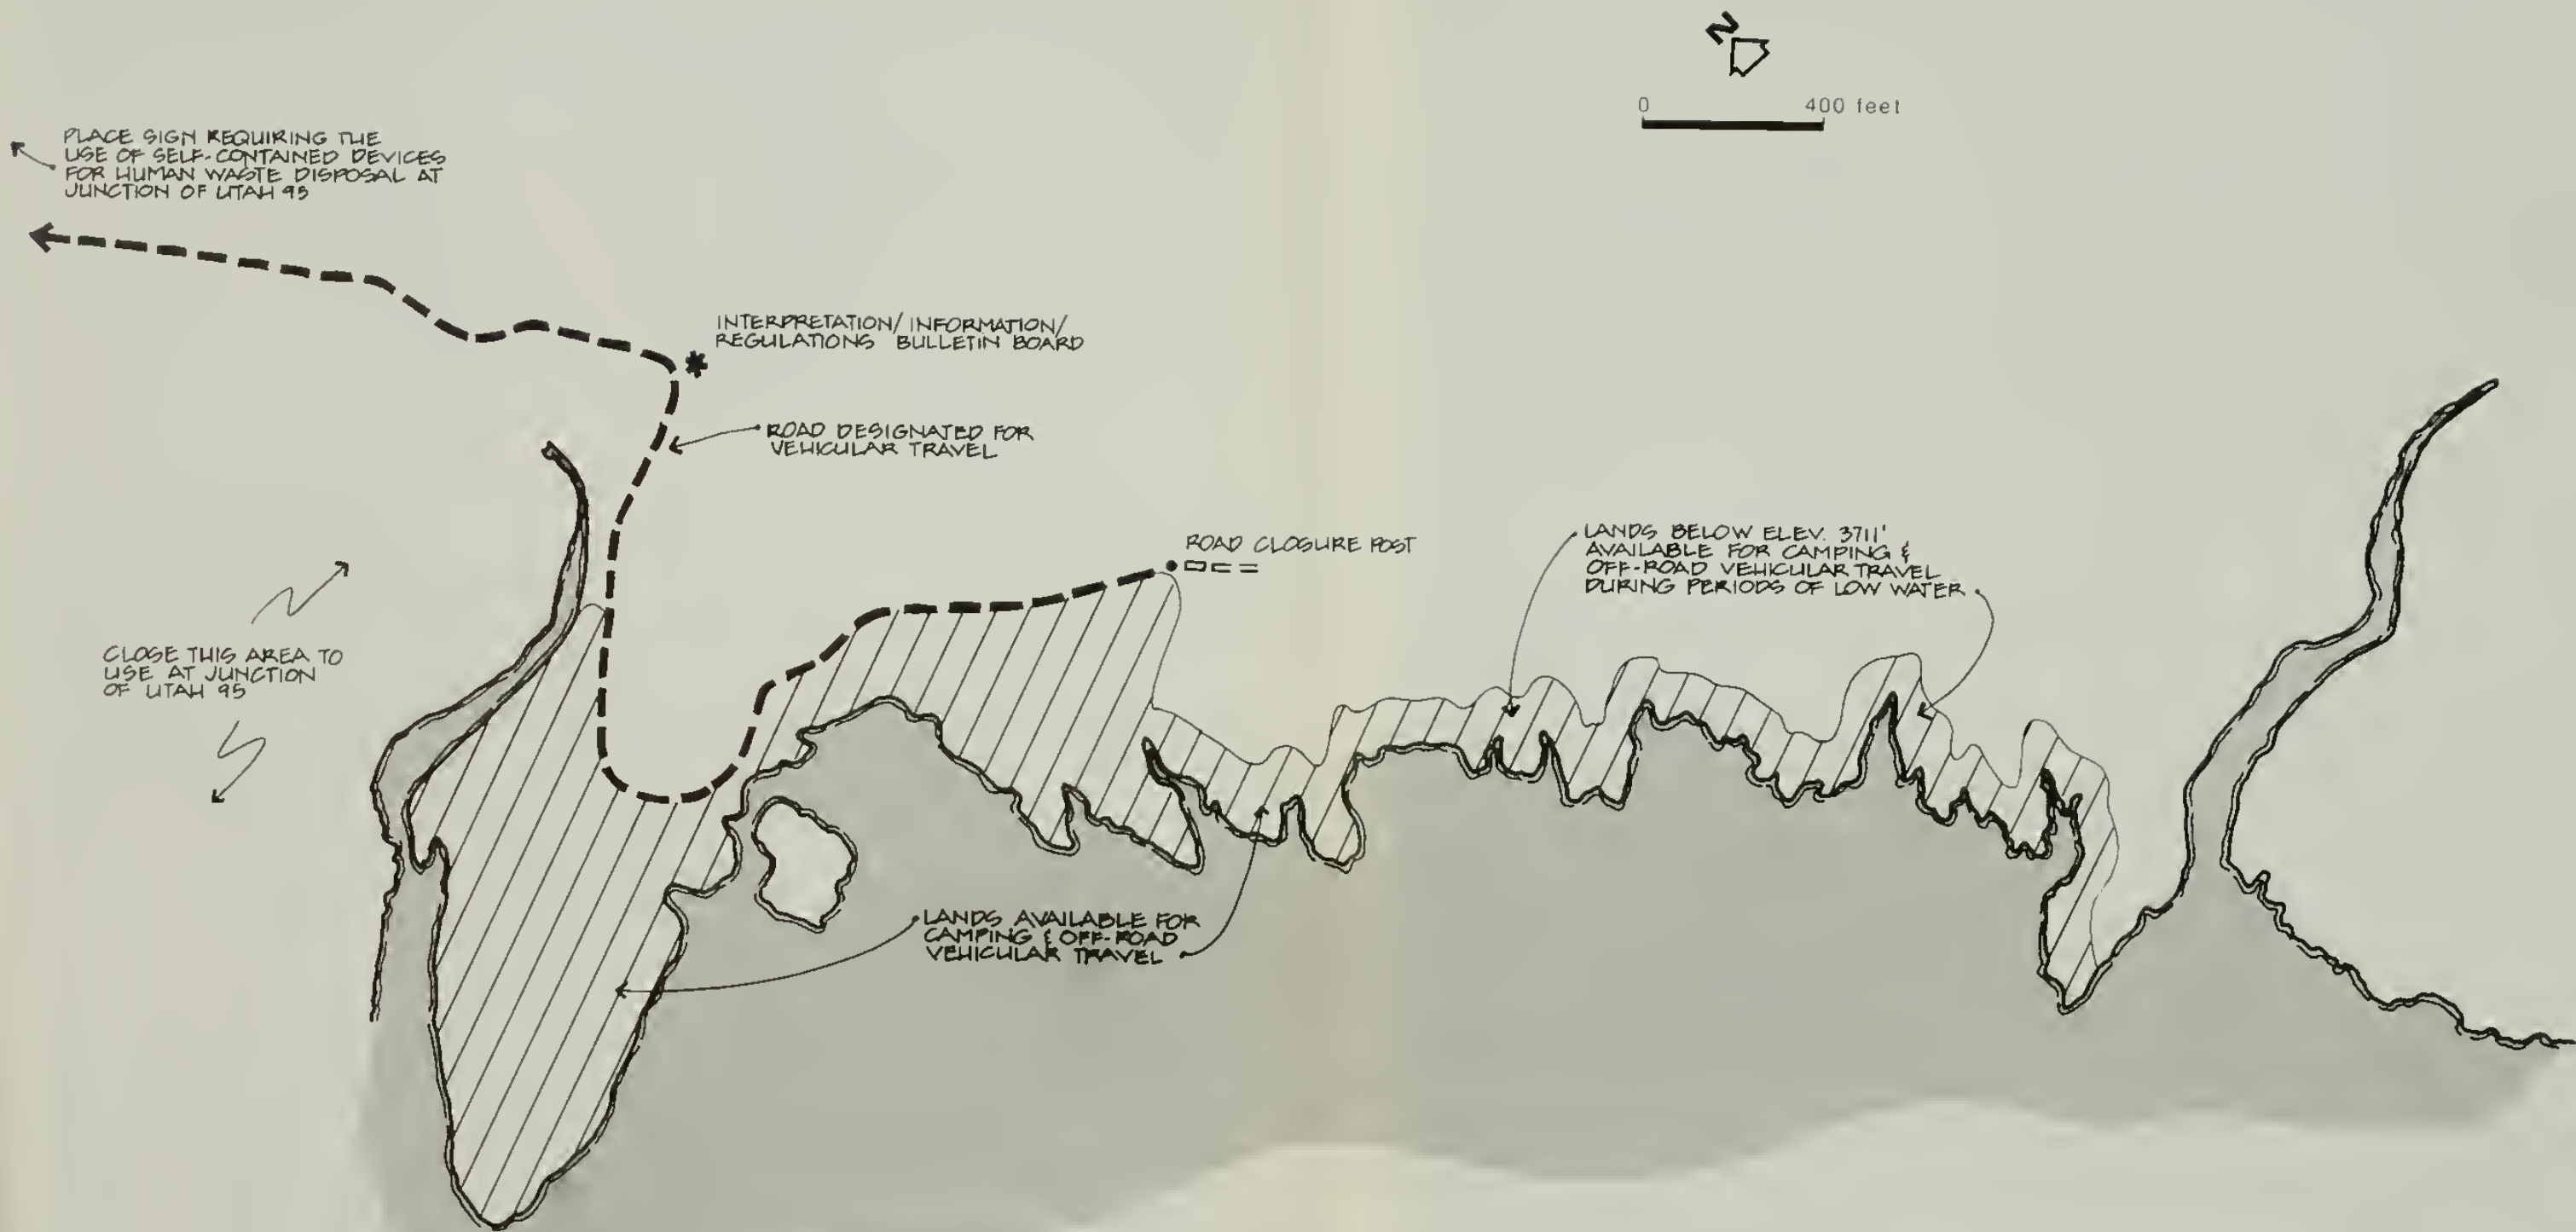 N
0 400 feet
PLACE SIGN REQUIRING THE
USE OF SELF-CONTAINED DEVICES
FOR HUMAN WASTE DISPOSAL AT
JUNCTION OF UTAH 95
INTERPRETATION/INFORMATION/
REGULATIONS BULLETIN BOARD
ROAD DESIGNATED FOR
VEHICULAR TRAVEL
ROAD CLOSURE POST
LANDS BELOW ELEV. 3711'
AVAILABLE FOR CAMPING &
OFF-ROAD VEHICULAR TRAVEL
DURING PERIODS OF LOW WATER
CLOSE THIS AREA TO
USE AT JUNCTION
OF UTAH 95
LANDS AVAILABLE FOR
CAMPING & OFF-ROAD
VEHICULAR TRAVEL